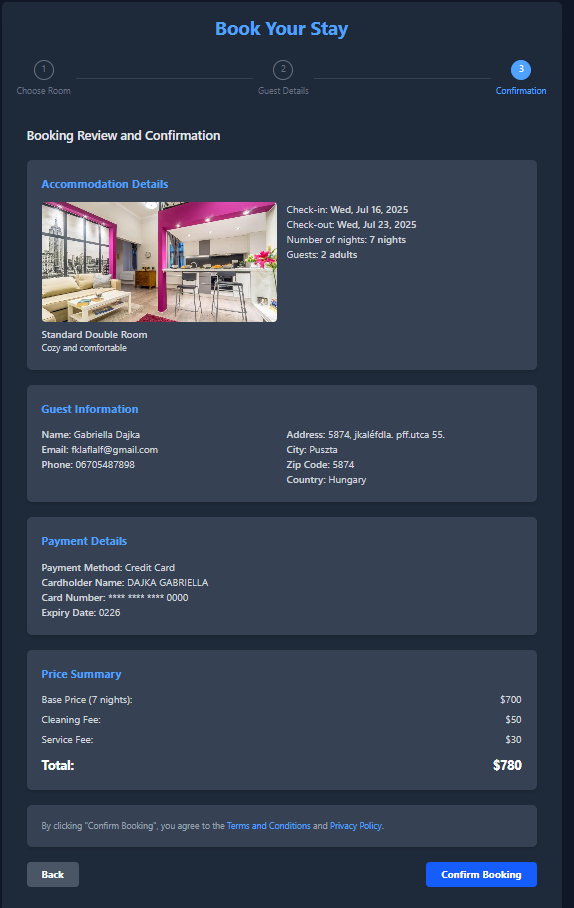 Book Your Stay
1
2
3
Choose Room
Guest Details
Confirmation
Booking Review and Confirmation
Accommodation Details
Check-in: Wed, Jul 16, 2025
Check-out: Wed, Jul 23, 2025
Number of nights: 7 nights
Guests: 2 adults
Standard Double Room
Cozy and comfortable
Guest Information
Name: Gabriella Dajka
Email: fklaflalf@gmail.com
Phone: 06705487898
Address: 5874, jkaléfdla. pff.utca 55.
City: Puszta
Zip Code: 5874
Country: Hungary
Payment Details
Payment Method: Credit Card
Cardholder Name: DAJKA GABRIELLA
Card Number: **** **** **** 0000
Expiry Date: 0226
Price Summary
Base Price (7 nights): $700
Cleaning Fee: $50
Service Fee: $30
Total: $780
By clicking "Confirm Booking", you agree to the Terms and Conditions and Privacy Policy.
Back
Confirm Booking